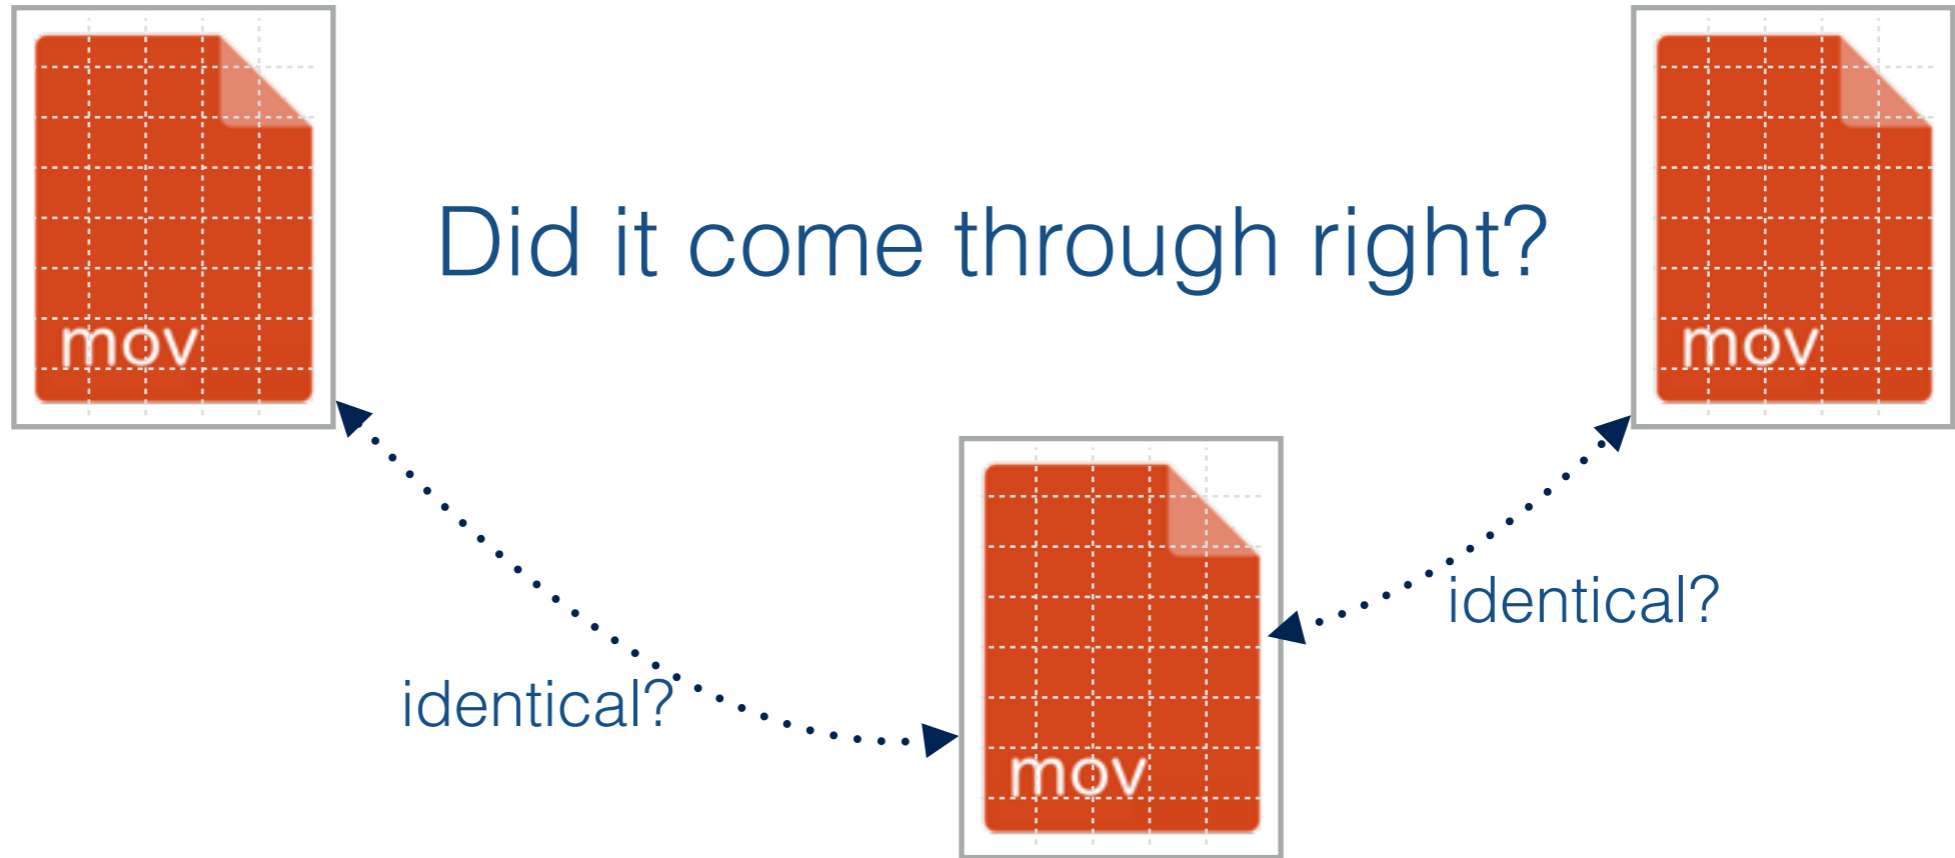 Did it come through right?
mov
mov
identical?
identical?
mov